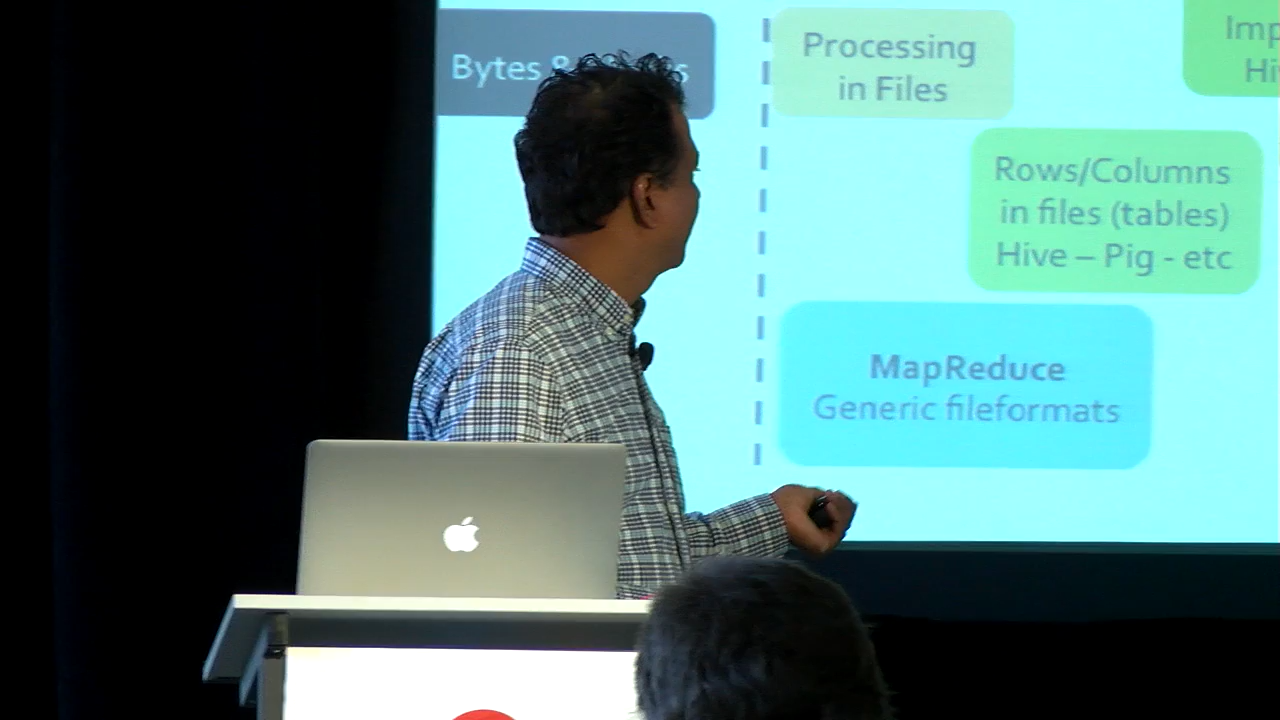 Bytes &
Processing
in Files
Rows/Columns
in files (tables)
Hive – Pig - etc
MapReduce
Generic fileformats